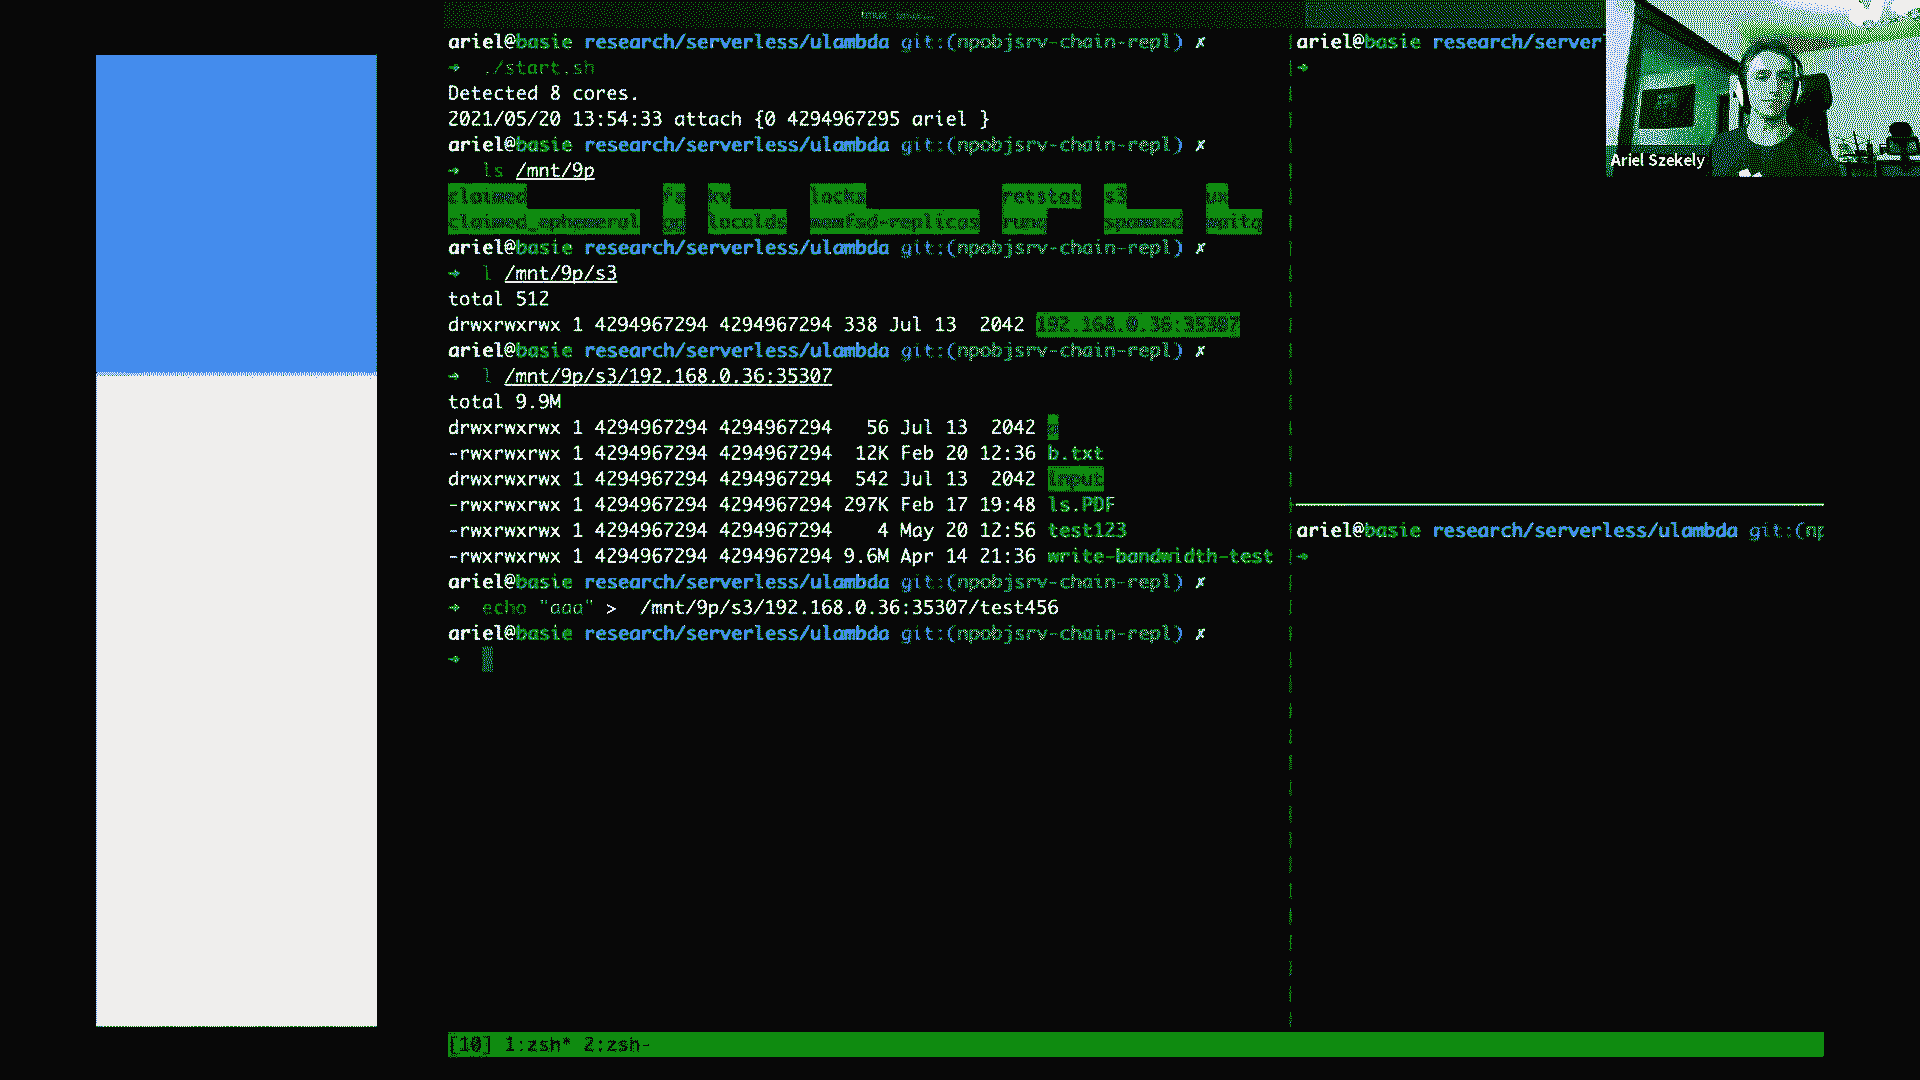 ariel@basie research/serverless/ulambda git:(npobjsrv-chain-repl) ✗
→ ./start.sh
Detected 8 cores.
2021/05/20 13:54:33 attach {0 4294967295 ariel }
ariel@basie research/serverless/ulambda git:(npobjsrv-chain-repl) ✗
→ ls /mnt/9p
claimed locks retstat s3
claimed_ephemeral localds memfsd-replicas runq spawned waitq
ariel@basie research/serverless/ulambda git:(npobjsrv-chain-repl) ✗
→ l /mnt/9p/s3
total 512
drwxrwxrwx 1 4294967294 4294967294 338 Jul 13 2042 192.168.0.36:35307
ariel@basie research/serverless/ulambda git:(npobjsrv-chain-repl) ✗
→ l /mnt/9p/s3/192.168.0.36:35307
total 9.9M
drwxrwxrwx 1 4294967294 4294967294 56 Jul 13 2042
-rwxrwxrwx 1 4294967294 4294967294 12K Feb 20 12:36 b.txt
drwxrwxrwx 1 4294967294 4294967294 542 Jul 13 2042 input
-rwxrwxrwx 1 4294967294 4294967294 297K Feb 17 19:48 ls.PDF
-rwxrwxrwx 1 4294967294 4294967294 4 May 20 12:56 test123
-rwxrwxrwx 1 4294967294 4294967294 9.6M Apr 14 21:36 write-bandwidth-test
ariel@basie research/serverless/ulambda git:(npobjsrv-chain-repl) ✗
→ echo "aaa" > /mnt/9p/s3/192.168.0.36:35307/test456
ariel@basie research/serverless/ulambda git:(npobjsrv-chain-repl) ✗
→
[10] 1:zsh* 2:zsh-
ariel@basie research/server
→
ariel@basie research/serverless/ulambda git:(np
→
Ariel Szekely